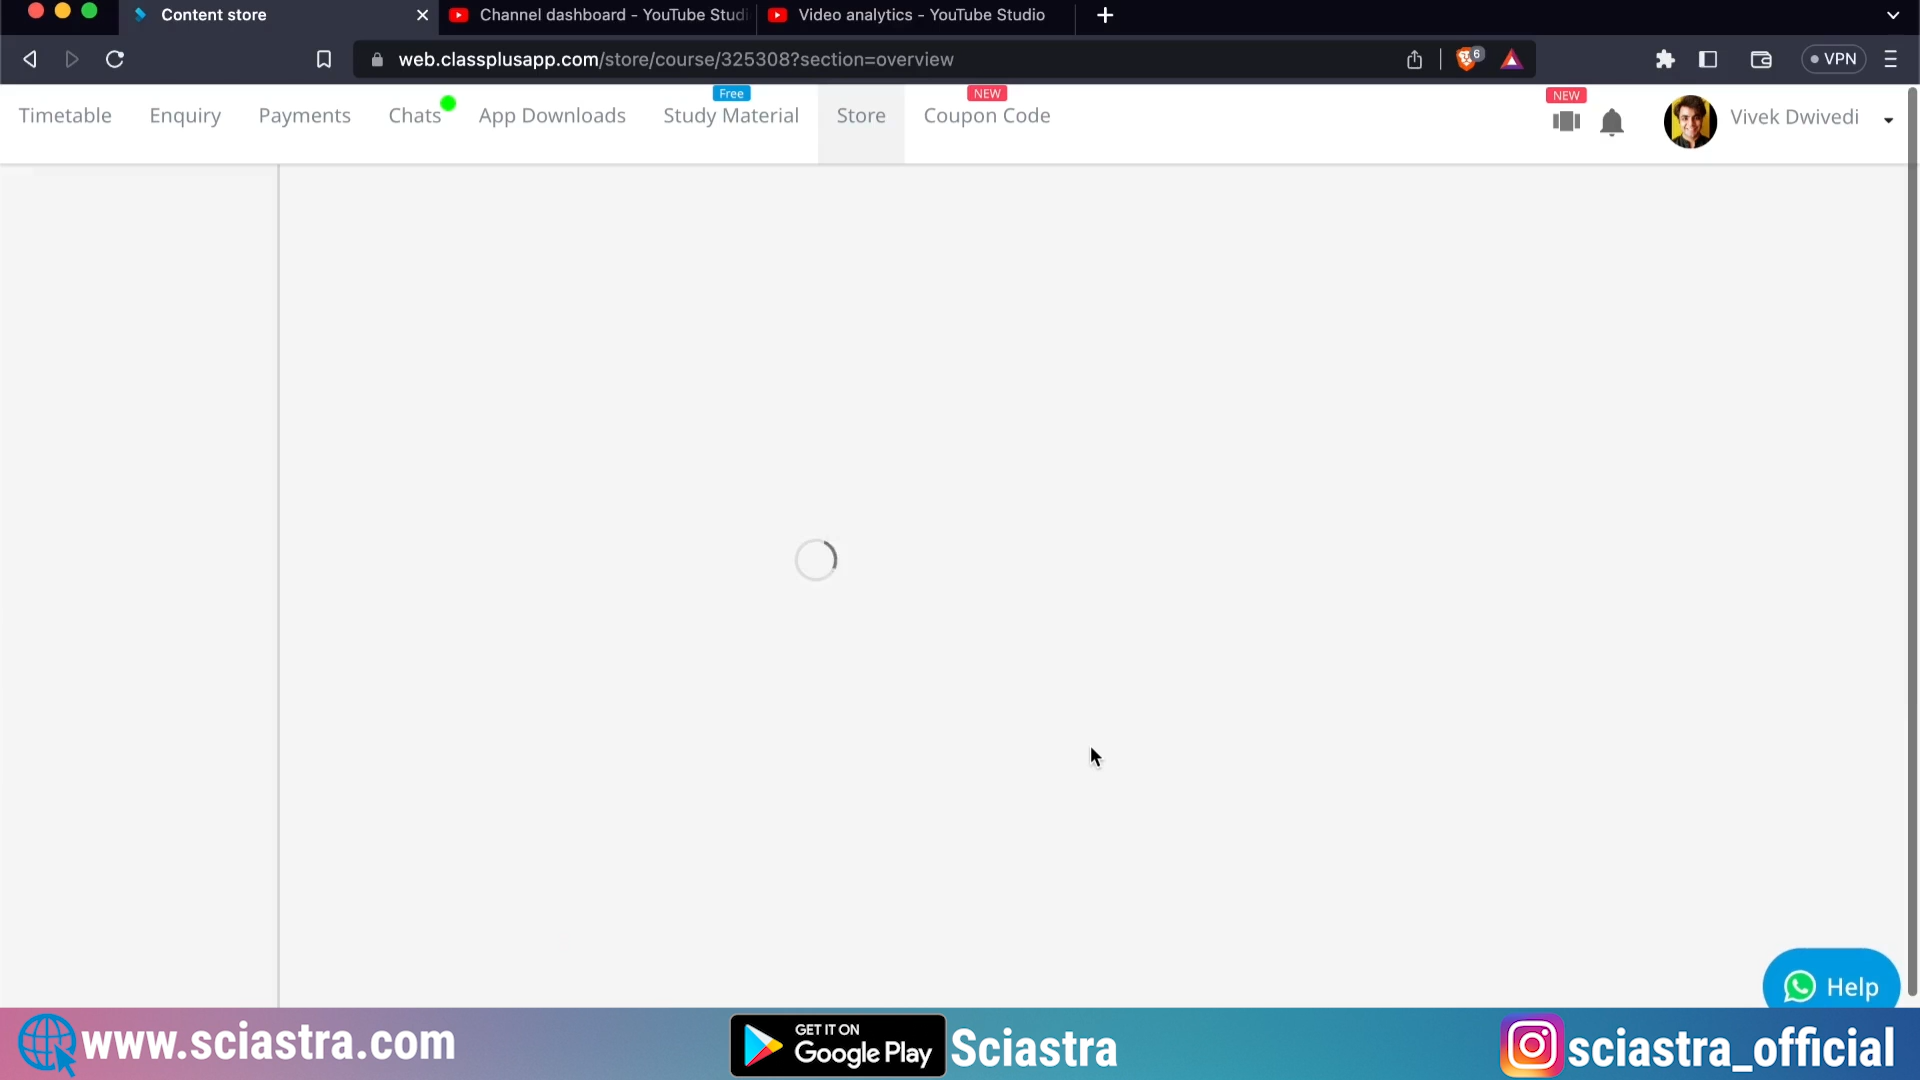 Content store
Channel dashboard - YouTube Studi
Video analytics - YouTube Studio
web.classplusapp.com/store/course/325308?section=overview
6
VPN
Timetable
Enquiry
Payments
Chats
App Downloads
Free
Study Material
Store
NEW
Coupon Code
NEW
Vivek Dwivedi
Help
www.sciastra.com
GET IT ON
Google Play
Sciastra
sciastra_official